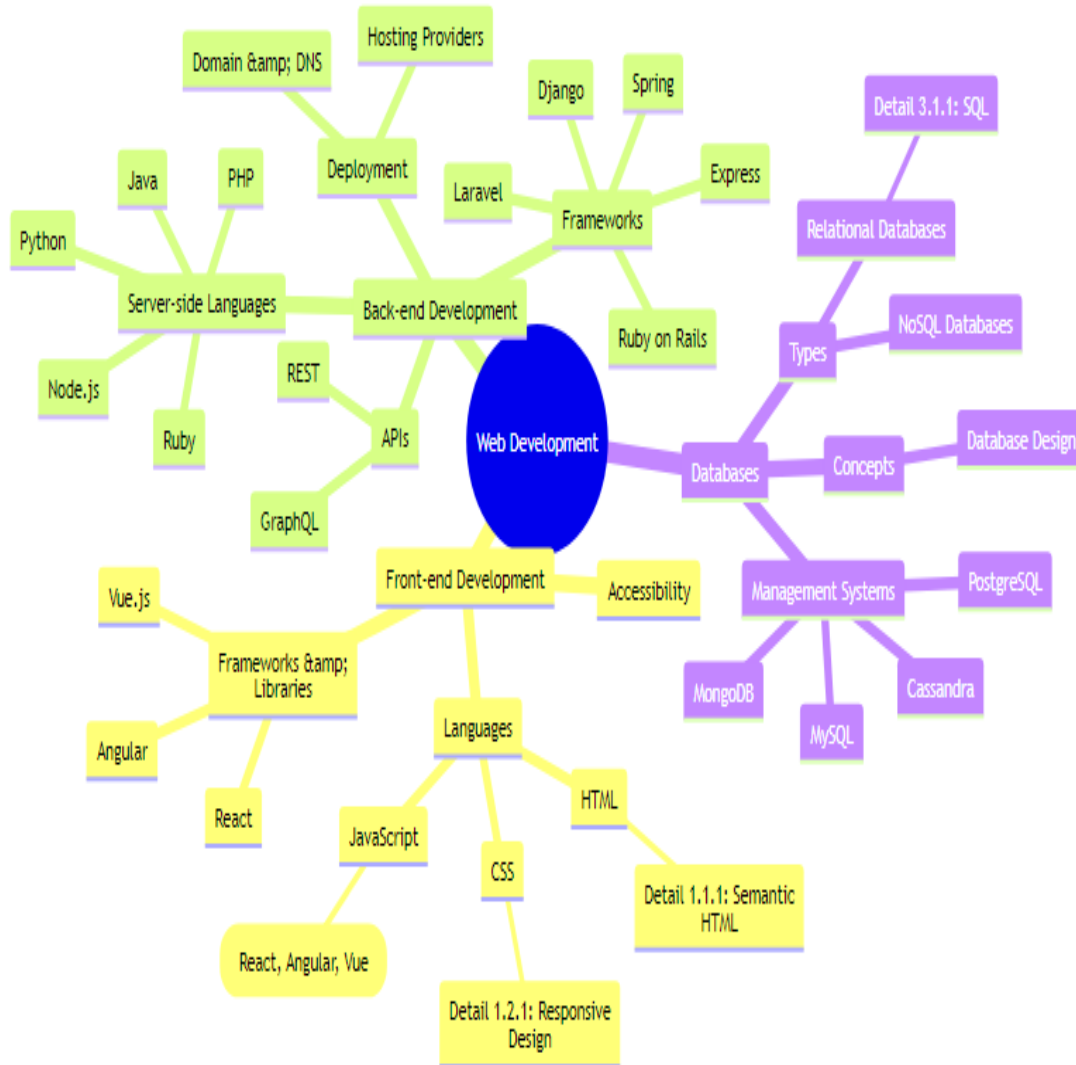 Hosting Providers
Domain &amp; DNS
Deployment
Django
Spring
Laravel
Express
Frameworks
Ruby on Rails
Java
PHP
Python
Server-side Languages
Node.js
Ruby
Back-end Development
REST
APIs
GraphQL
Web Development
Detail 3.1.1: SQL
Relational Databases
Types
NoSQL Databases
Databases
Concepts
Database Design
Management Systems
PostgreSQL
MongoDB
MySQL
Cassandra
Front-end Development
Accessibility
Vue.js
Frameworks &amp;
Libraries
Angular
React
Languages
JavaScript
CSS
HTML
React, Angular, Vue
Detail 1.2.1: Responsive
Design
Detail 1.1.1: Semantic
HTML